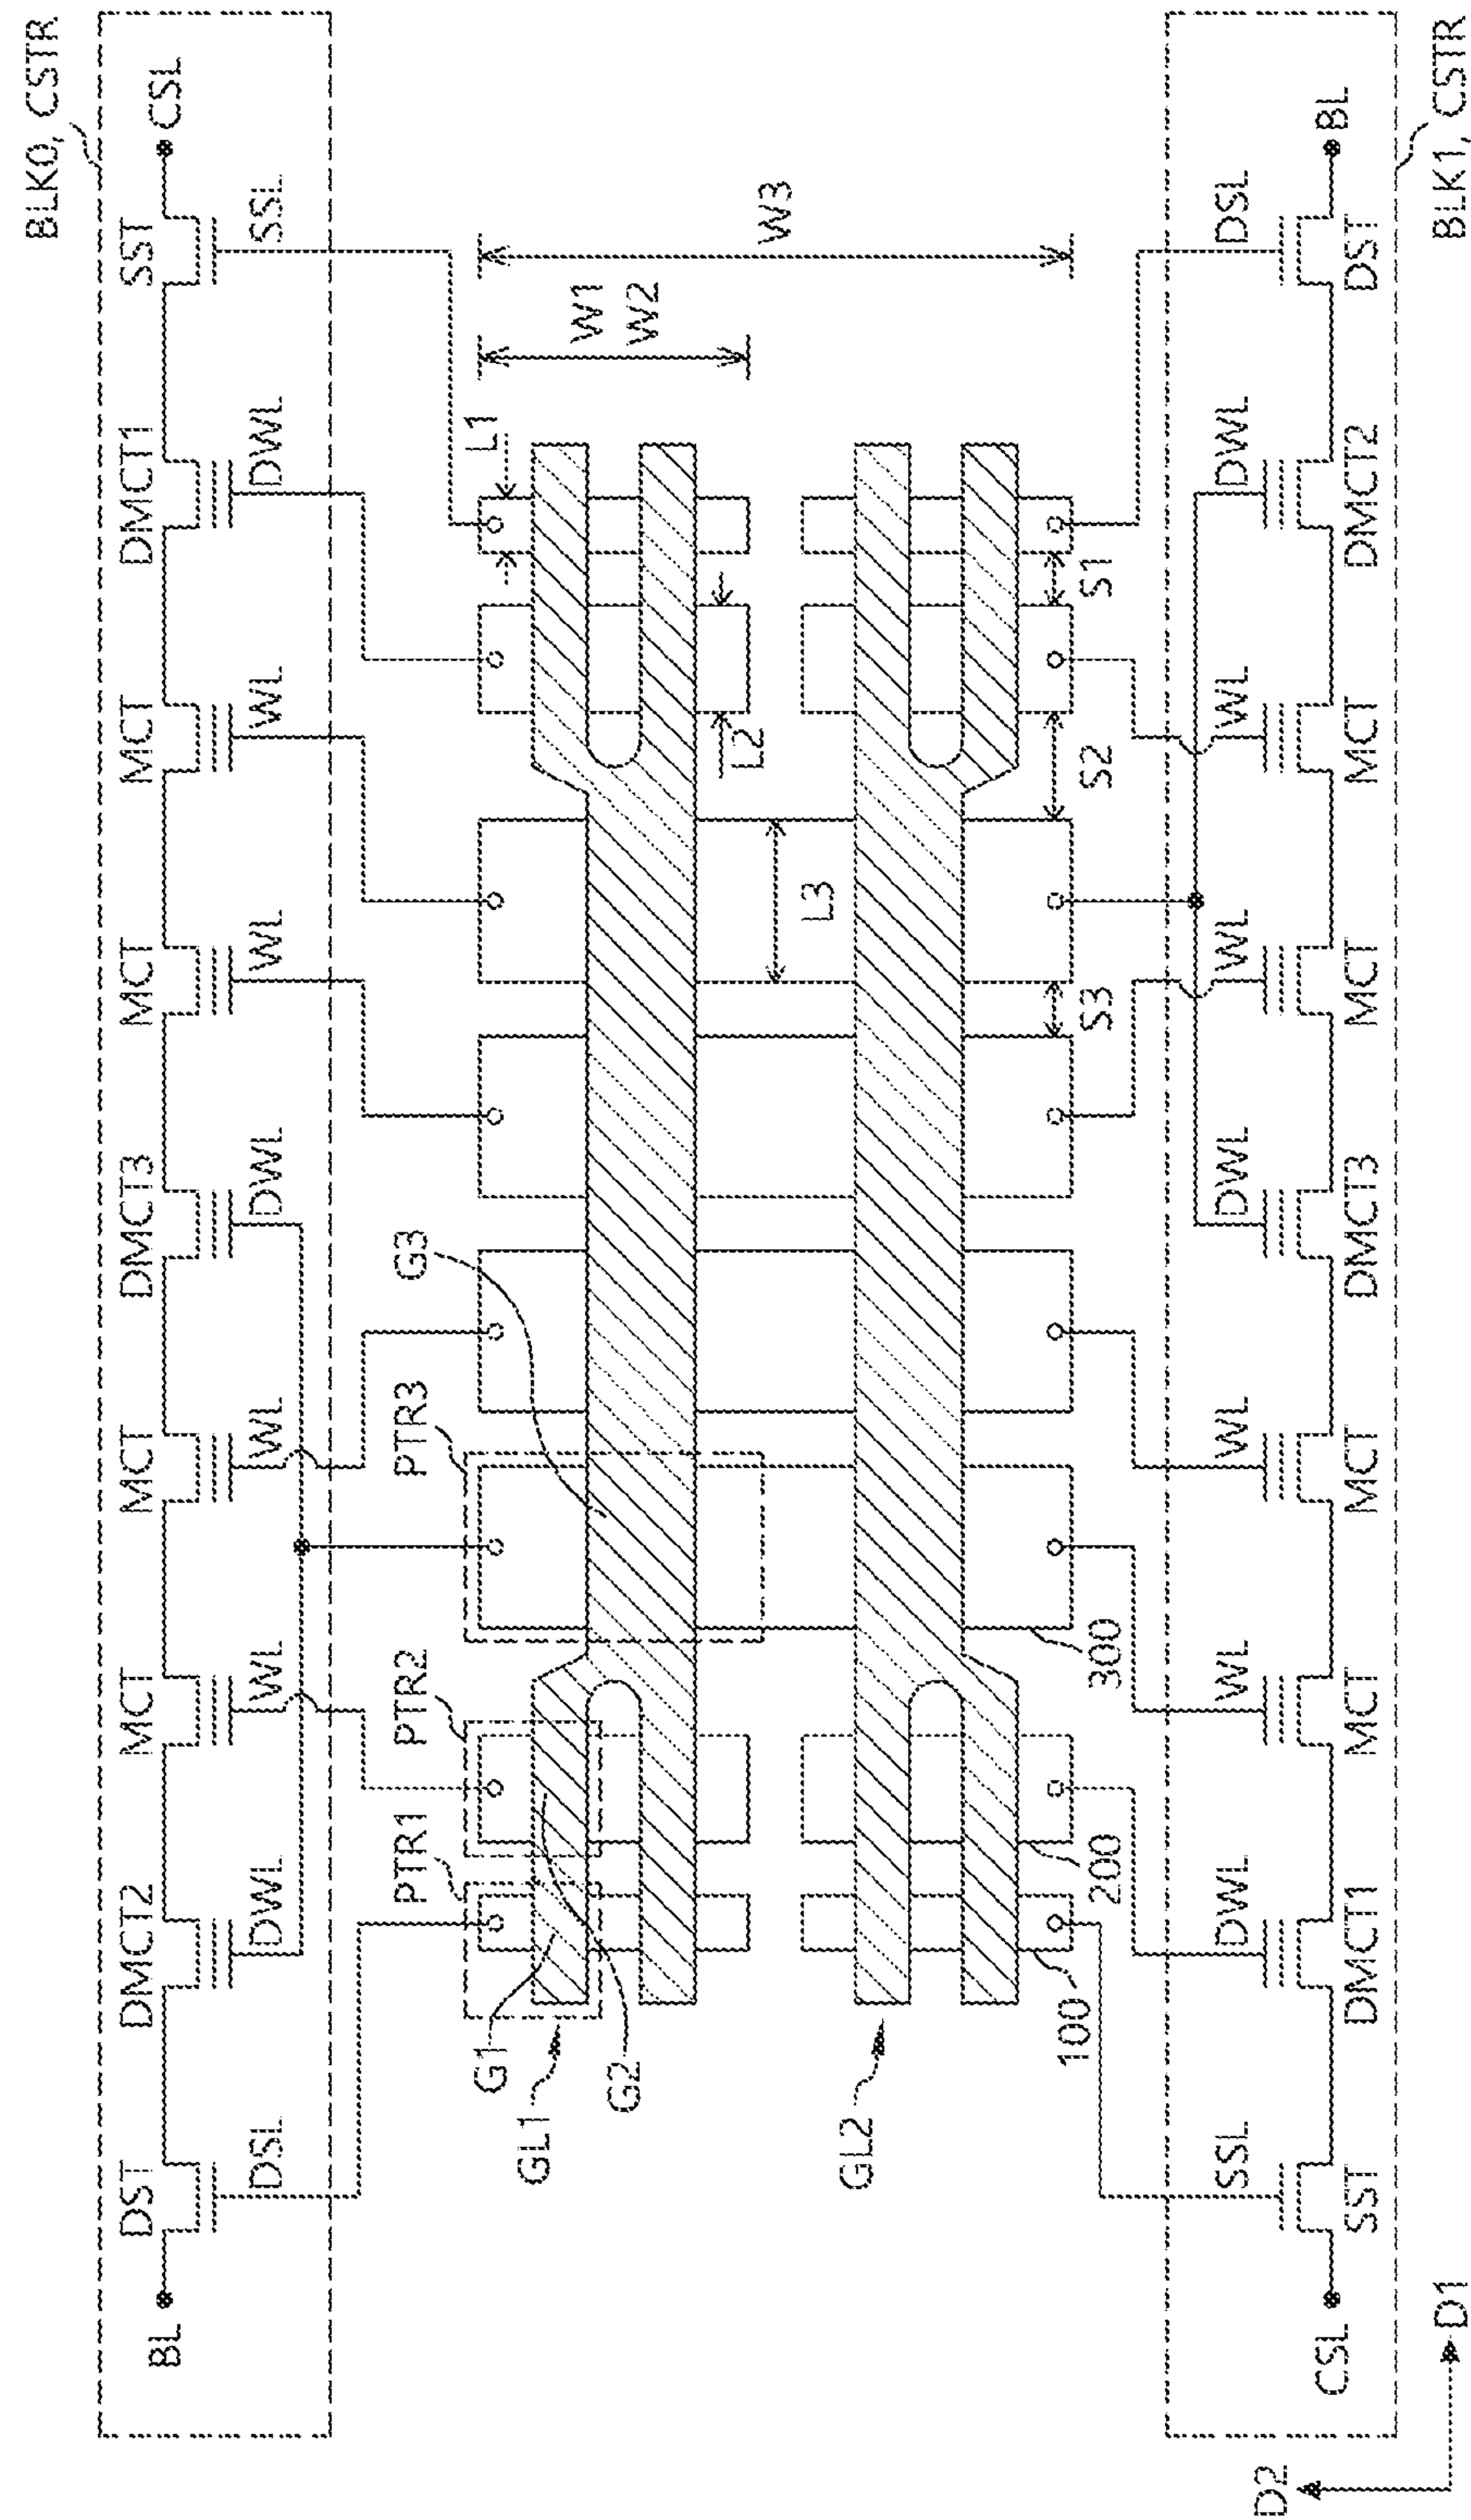 BLK0, CSTR
BL
DST
DMCT2
MCT
MCT
DMCT3
MCT
MCT
DMCT1
SST
CSL
DSL
DWL
WL
WL
DWL
WL
WL
DWL
SSL
PTR1
PTR2
PTR3
G3
L1
G1
GL1
G2
W1
W2
W3
L2
L3
GL2
100
200
300
S3
S2
S1
SSL
DWL
WL
WL
DWL
WL
WL
DWL
DSL
CSL
SST
DMCT1
MCT
MCT
DMCT3
MCT
MCT
DMCT2
DST
BL
BLK1, CSTR
D2
D1